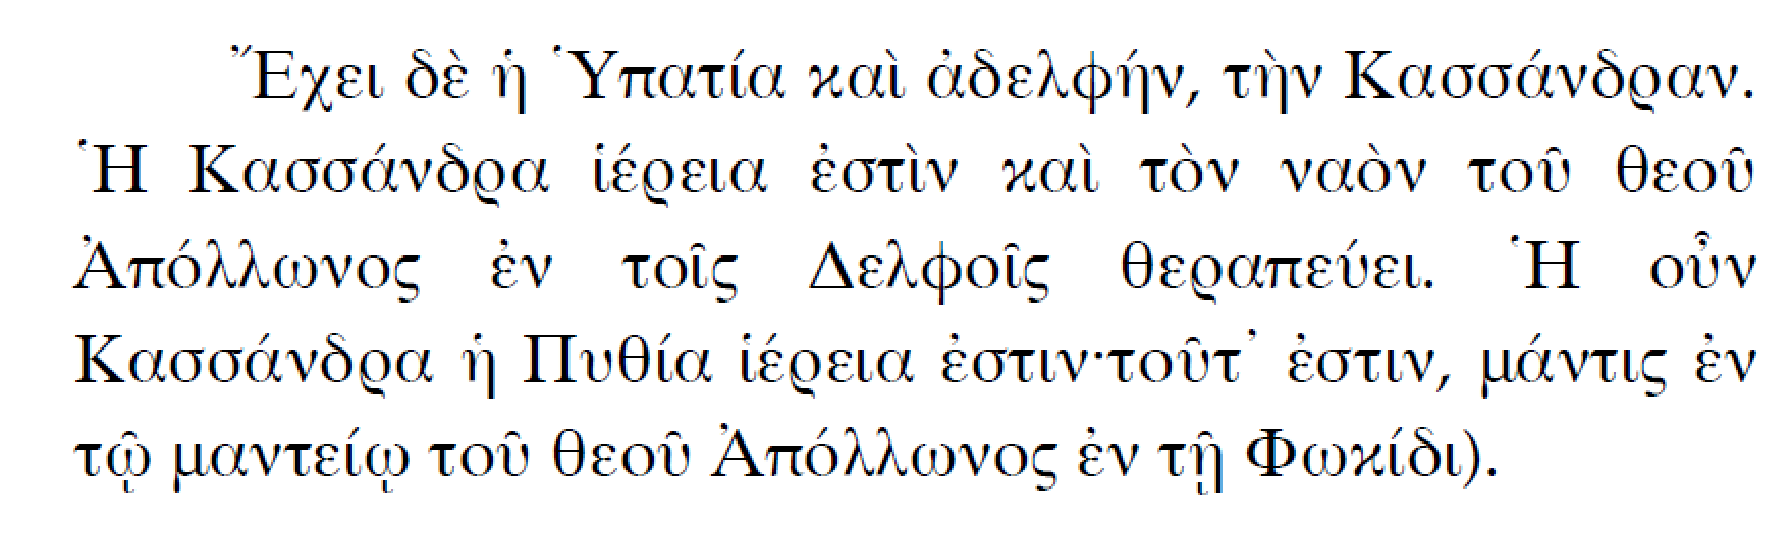 Ἔχει δὲ ἡ Ὑπατία καὶ ἀδελφήν, τὴν Κασσάνδραν.
Ἡ Κασσάνδρα ἱέρεια ἐστὶν καὶ τὸν ναὸν τοῦ θεοῦ
Ἀπόλλωνος ἐν τοῖς Δελφοῖς θεραπεύει. Ἡ οὖν
Κασσάνδρα ἡ Πυθία ἱέρεια ἐστιν·τοῦτ᾽ ἐστιν, μάντις ἐν
τῷ μαντείῳ τοῦ θεοῦ Ἀπόλλωνος ἐν τῇ Φωκίδι).